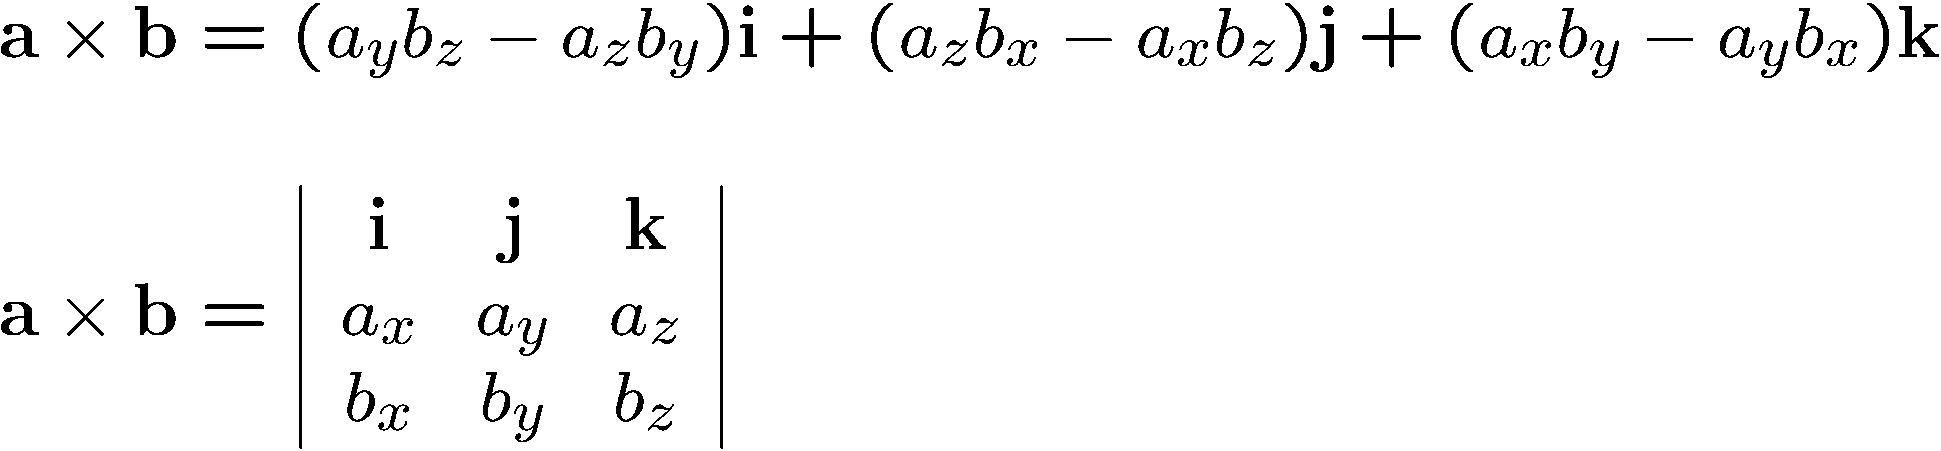 a × b = (a_y b_z − a_z b_y)i + (a_z b_x − a_x b_z)j + (a_x b_y − a_y b_x)k
i j k
a × b = | a_x a_y a_z |
b_x b_y b_z